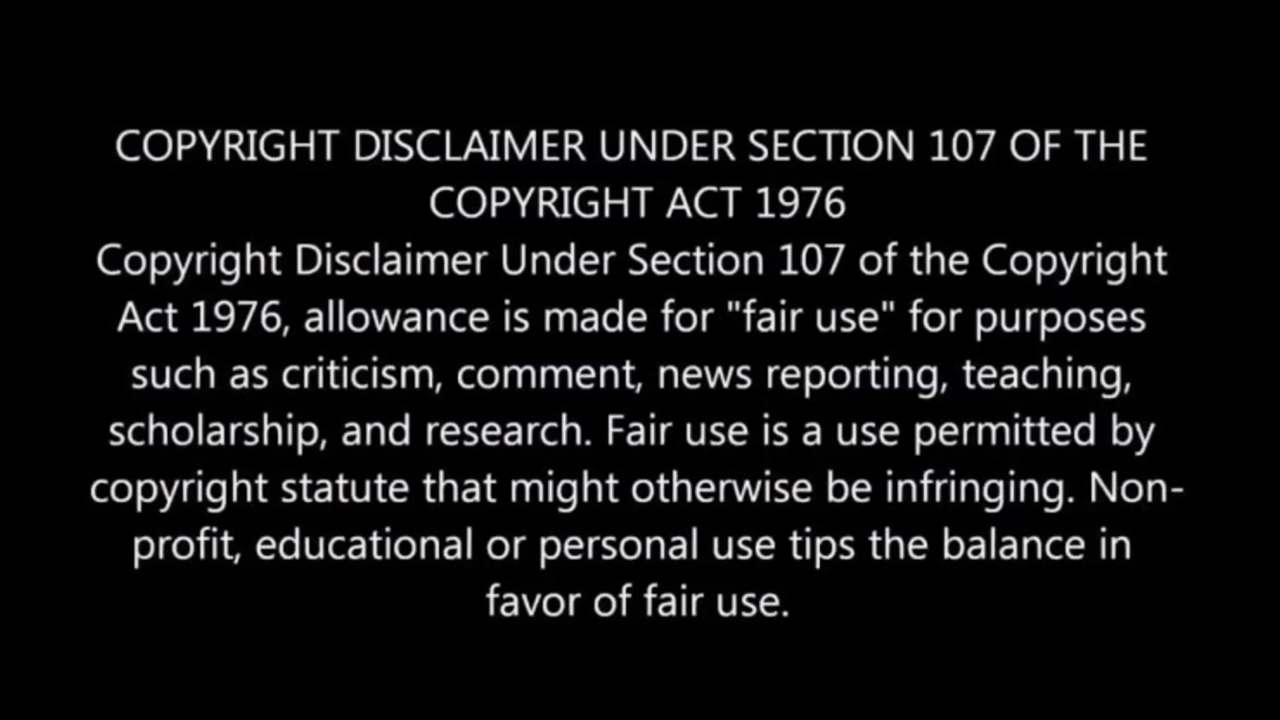 COPYRIGHT DISCLAIMER UNDER SECTION 107 OF THE
COPYRIGHT ACT 1976
Copyright Disclaimer Under Section 107 of the Copyright
Act 1976, allowance is made for "fair use" for purposes
such as criticism, comment, news reporting, teaching,
scholarship, and research. Fair use is a use permitted by
copyright statute that might otherwise be infringing. Non-
profit, educational or personal use tips the balance in
favor of fair use.